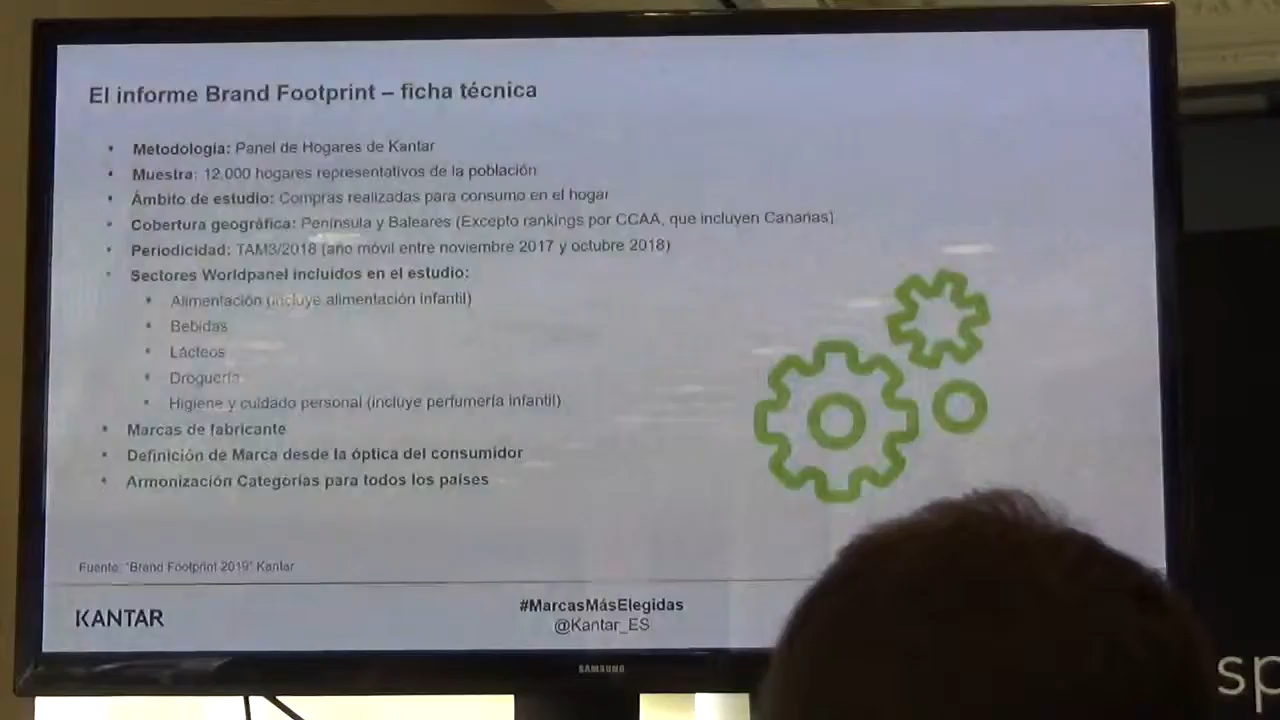 El informe Brand Footprint – ficha técnica
• Metodología: Panel de Hogares de Kantar
• Muestra: 12.000 hogares representativos de la población
• Ámbito de estudio: Compras realizadas para consumo en el hogar
• Cobertura geográfica: Península y Baleares (Excepto rankings por CCAA, que incluyen Canarias)
• Periodicidad: TAM3/2018 (año móvil entre noviembre 2017 y octubre 2018)
• Sectores Worldpanel incluidos en el estudio:
• Alimentación (incluye alimentación infantil)
• Bebidas
• Lácteos
• Droguería
• Higiene y cuidado personal (incluye perfumería infantil)
• Marcas de fabricante
• Definición de Marca desde la óptica del consumidor
• Armonización Categorías para todos los países
Fuente: "Brand Footprint 2019" Kantar
KANTAR
#MarcasMásElegidas
@Kantar_ES
SAMSUNG
sp